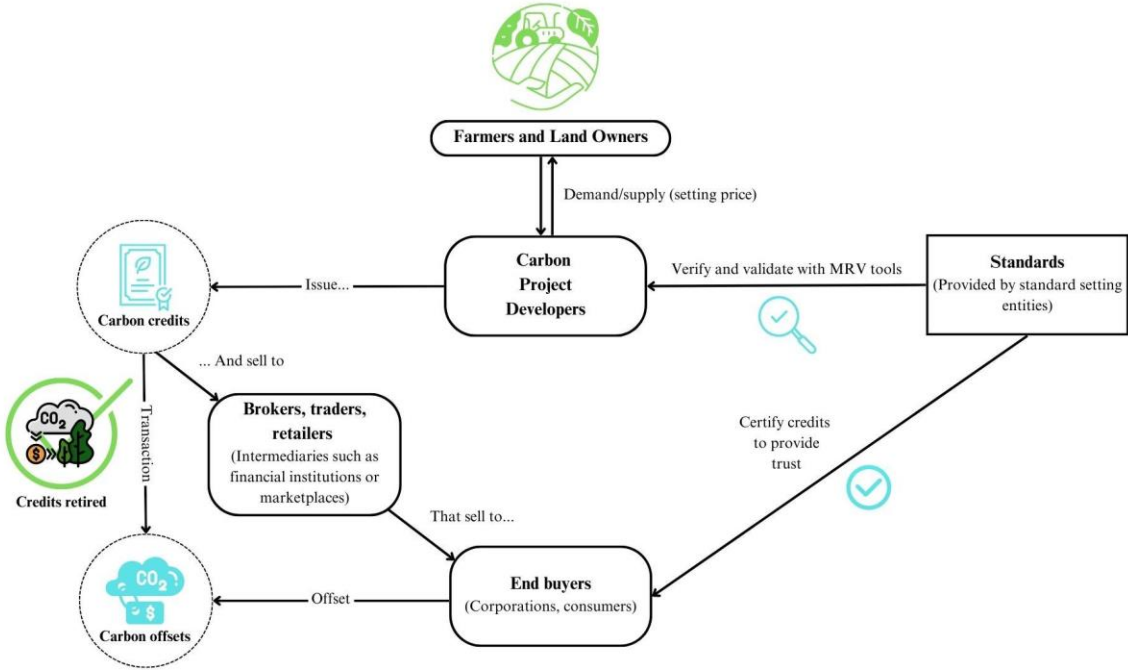 Farmers and Land Owners
Demand/supply (setting price)
Carbon
Project
Developers
Verify and validate with MRV tools
Standards
(Provided by standard setting
entities)
Issue...
Carbon credits
... And sell to
Transaction
CO2
$
Credits retired
Brokers, traders,
retailers
(Intermediaries such as
financial institutions or
marketplaces)
Certify credits
to provide
trust
That sell to...
End buyers
(Corporations, consumers)
Offset
CO2
$
Carbon offsets